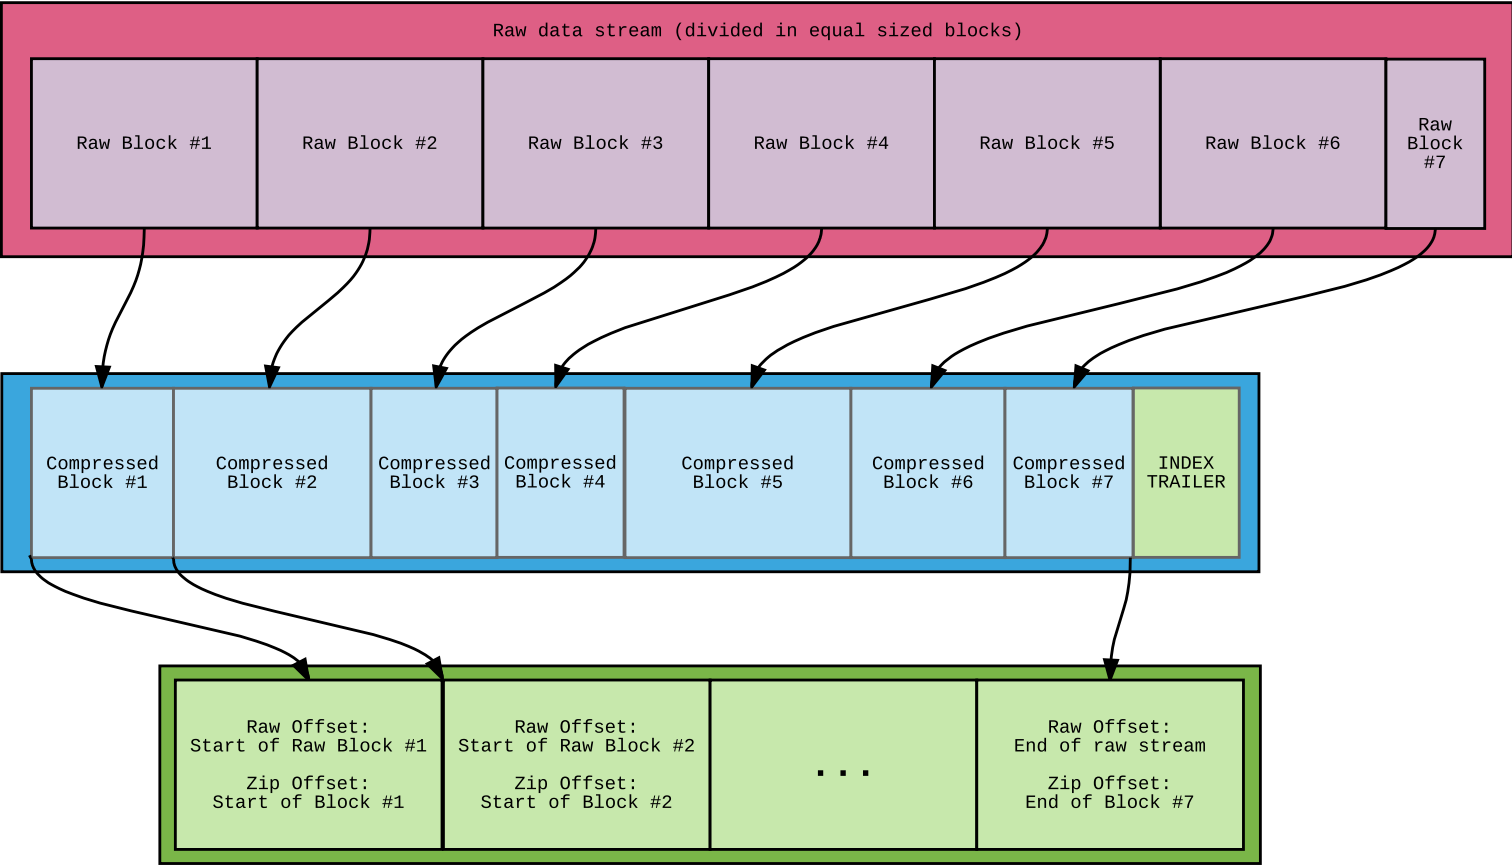 Raw data stream (divided in equal sized blocks)
Raw Block #1
Raw Block #2
Raw Block #3
Raw Block #4
Raw Block #5
Raw Block #6
Raw
Block
#7
Compressed
Block #1
Compressed
Block #2
Compressed
Block #3
Compressed
Block #4
Compressed
Block #5
Compressed
Block #6
Compressed
Block #7
INDEX
TRAILER
Raw Offset:
Start of Raw Block #1
Zip Offset:
Start of Block #1
Raw Offset:
Start of Raw Block #2
Zip Offset:
Start of Block #2
...
Raw Offset:
End of raw stream
Zip Offset:
End of Block #7